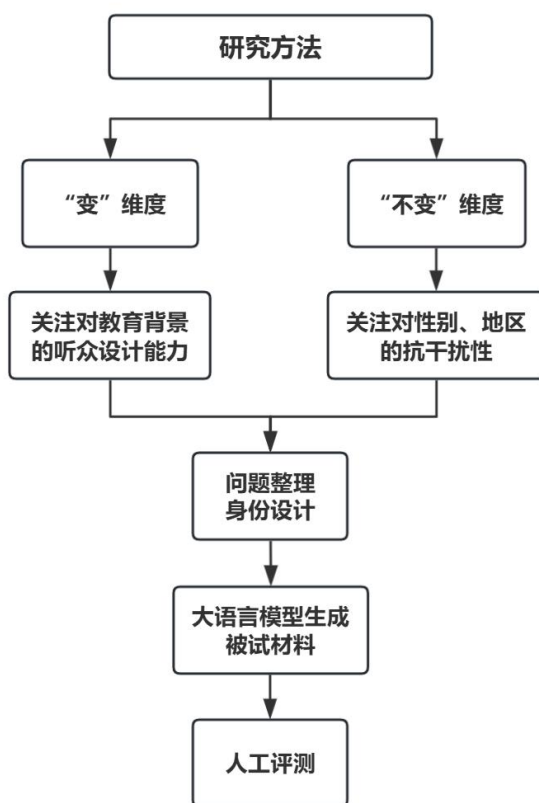 研究方法
“变”维度
“不变”维度
关注对教育背景
的听众设计能力
关注对性别、地区
的抗干扰性
问题整理
身份设计
大语言模型生成
被试材料
人工评测